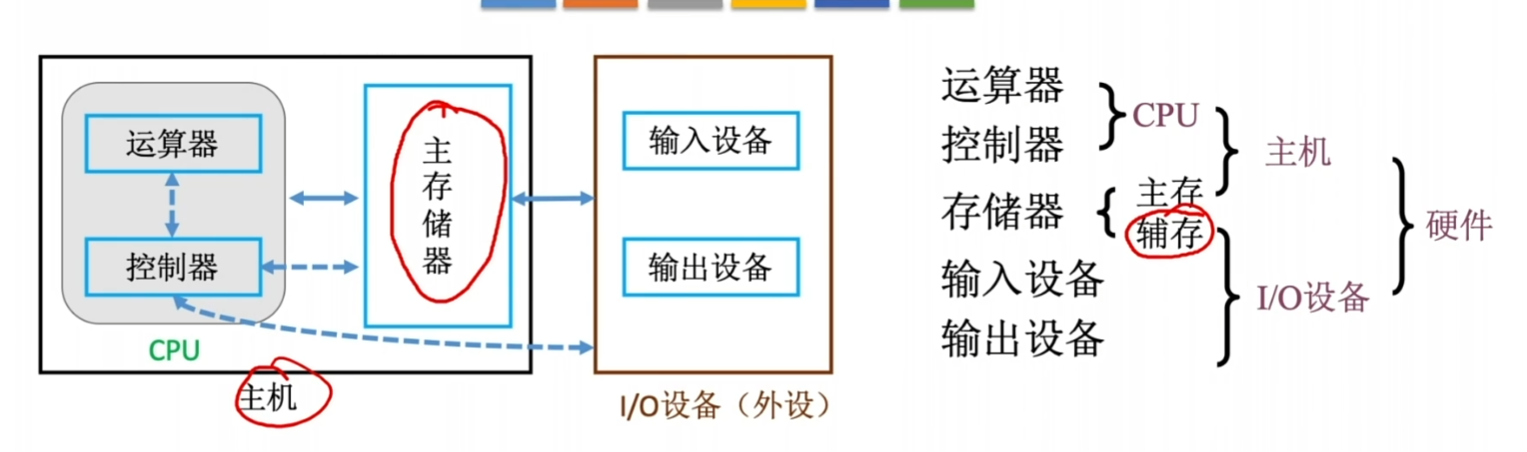 运算器
控制器
CPU
主存储器
主机
输入设备
输出设备
I/O设备（外设）
运算器
控制器
CPU
存储器
主存
辅存
主机
输入设备
输出设备
I/O设备
硬件